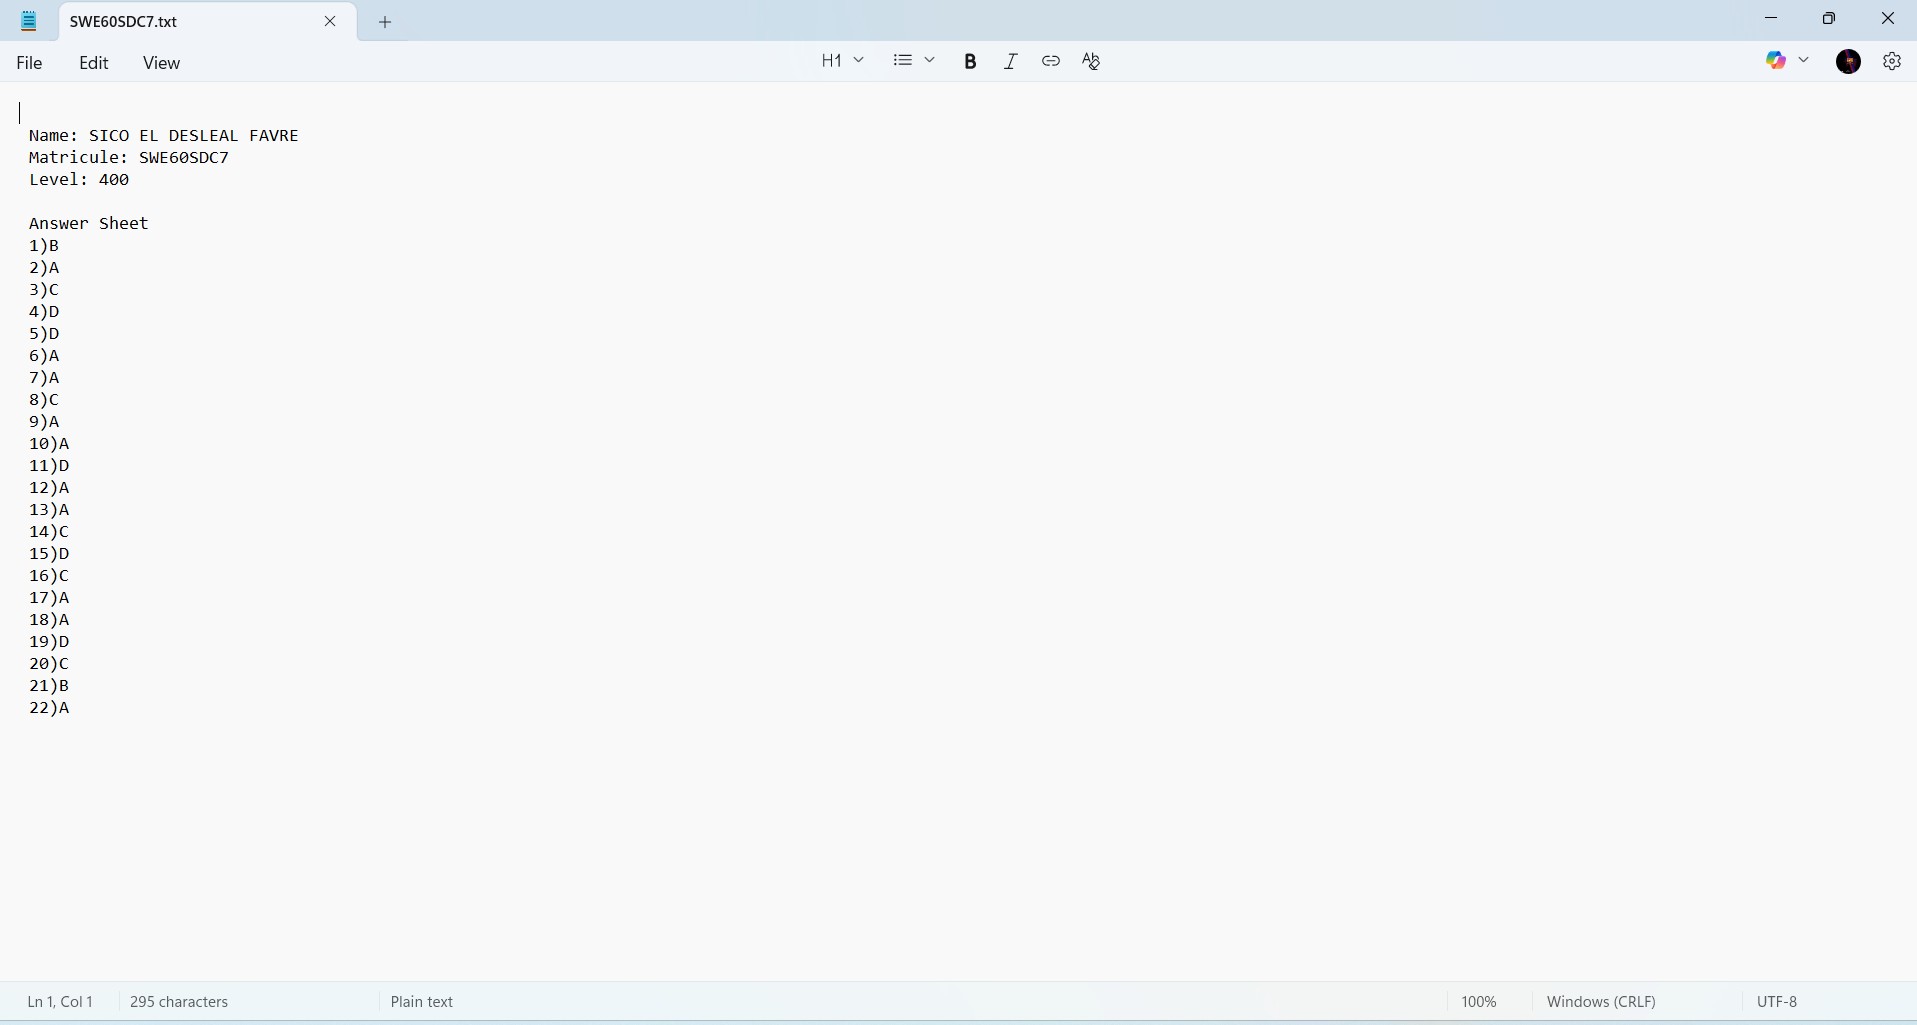 SWE60SDC7.txt
File Edit View H1 B I
Name: SICO EL DESLEAL FAVRE
Matricule: SWE60SDC7
Level: 400
Answer Sheet
1)B
2)A
3)C
4)D
5)D
6)A
7)A
8)C
9)A
10)A
11)D
12)A
13)A
14)C
15)D
16)C
17)A
18)A
19)D
20)C
21)B
22)A
Ln 1, Col 1 295 characters Plain text 100% Windows (CRLF) UTF-8